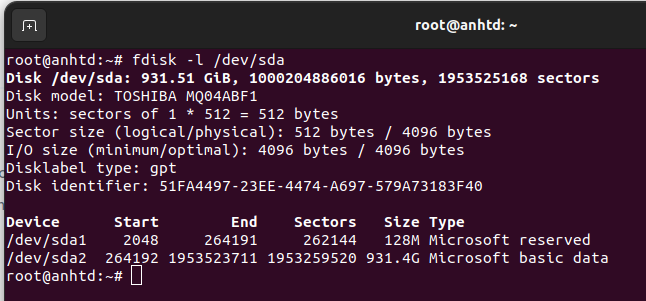 root@anhtd: ~
root@anhtd:~# fdisk -l /dev/sda
Disk /dev/sda: 931.51 GiB, 1000204886016 bytes, 1953525168 sectors
Disk model: TOSHIBA MQ04ABF1
Units: sectors of 1 * 512 = 512 bytes
Sector size (logical/physical): 512 bytes / 4096 bytes
I/O size (minimum/optimal): 4096 bytes / 4096 bytes
Disklabel type: gpt
Disk identifier: 51FA4497-23EE-4474-A697-579A73183F40
Device Start End Sectors Size Type
/dev/sda1 2048 264191 262144 128M Microsoft reserved
/dev/sda2 264192 1953523711 1953259520 931.4G Microsoft basic data
root@anhtd:~#